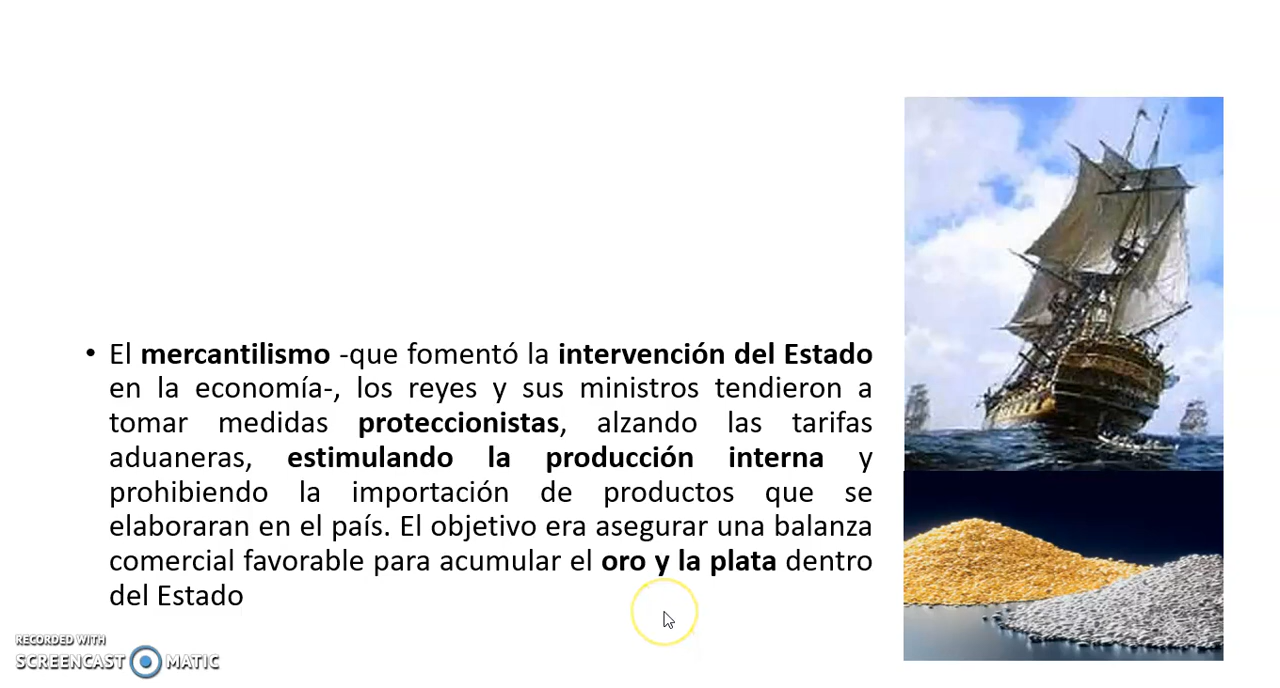 • El mercantilismo -que fomentó la intervención del Estado
en la economía-, los reyes y sus ministros tendieron a
tomar medidas proteccionistas, alzando las tarifas
aduaneras, estimulando la producción interna y
prohibiendo la importación de productos que se
elaboraran en el país. El objetivo era asegurar una balanza
comercial favorable para acumular el oro y la plata dentro
del Estado
RECORDED WITH
SCREENCAST MATIC